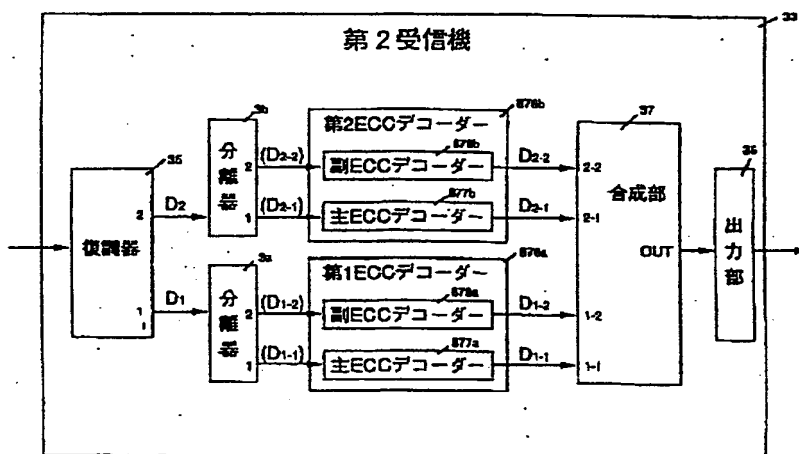 33
第2受信機
876b
3b
第2ECCデコーダー
37
878b
35
分離器
2
(D2-2)
副ECCデコーダー
D2-2
2-2
36
合成部
877b
2
D2
1
(D2-1)
主ECCデコーダー
D2-1
2-1
復調器
出力部
OUT
3a
876a
第1ECCデコーダー
878a
1
D1
分離器
2
(D1-2)
副ECCデコーダー
D1-2
1-2
877a
1
(D1-1)
主ECCデコーダー
D1-1
1-1